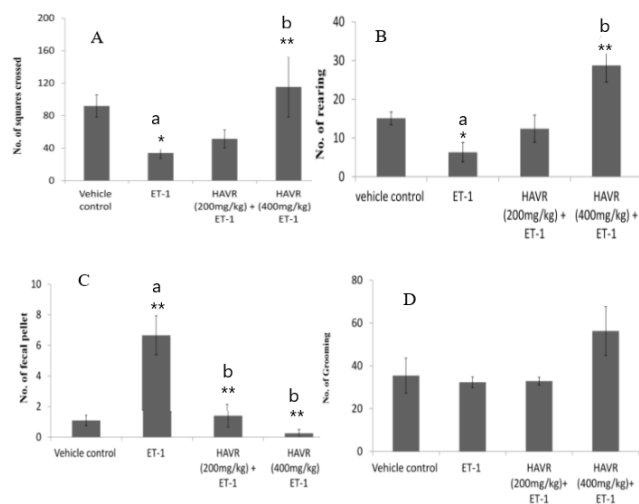 A
No. of squares crossed
200
160
120
80
40
0
a
*
b
**
Vehicle control
ET-1
HAVR (200mg/kg) + ET-1
HAVR (400mg/kg) ET-1
B
No. of rearing
40
30
20
10
0
a
*
b
**
vehicle control
ET-1
HAVR (200mg/kg) + ET-1
HAVR (400mg/kg) + ET-1
C
No. of fecal pellet
10
8
6
4
2
0
a
**
b
**
b
**
Vehicle control
ET-1
HAVR (200mg/kg) + ET-1
HAVR (400mg/kg) ET-1
D
No. of Grooming
80
60
40
20
0
Vehicle control
ET-1
HAVR (200mg/kg)+ ET-1
HAVR (400mg/kg)+ ET-1